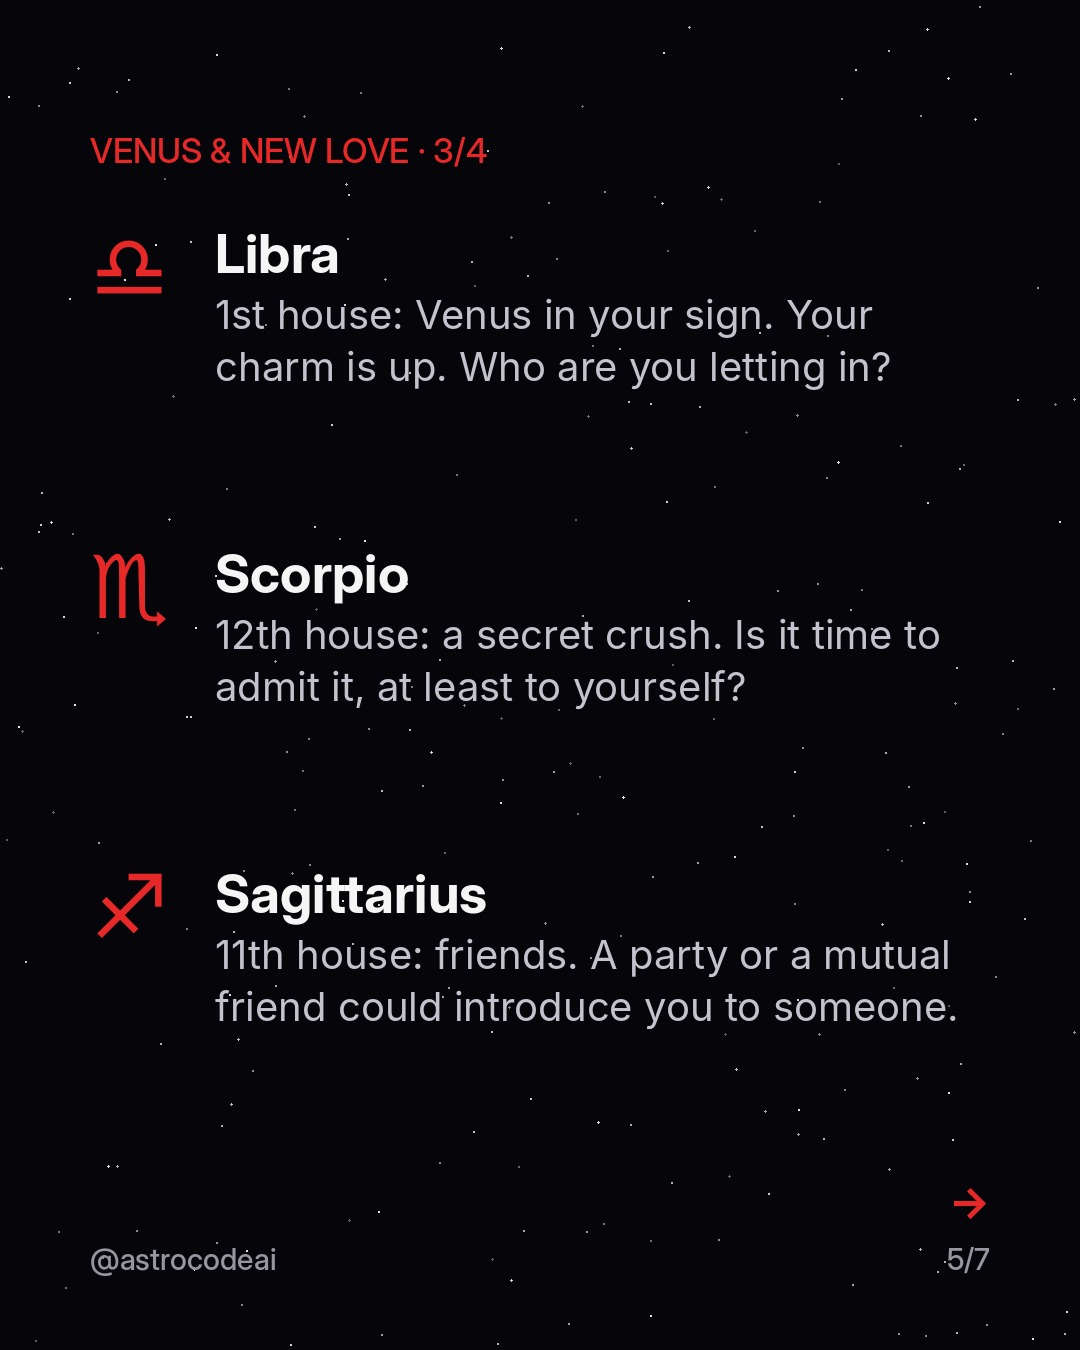 VENUS & NEW LOVE · 3/4
♎ Libra
1st house: Venus in your sign. Your
charm is up. Who are you letting in?
♏ Scorpio
12th house: a secret crush. Is it time to
admit it, at least to yourself?
♐ Sagittarius
11th house: friends. A party or a mutual
friend could introduce you to someone.
→
@astrocodeai
5/7